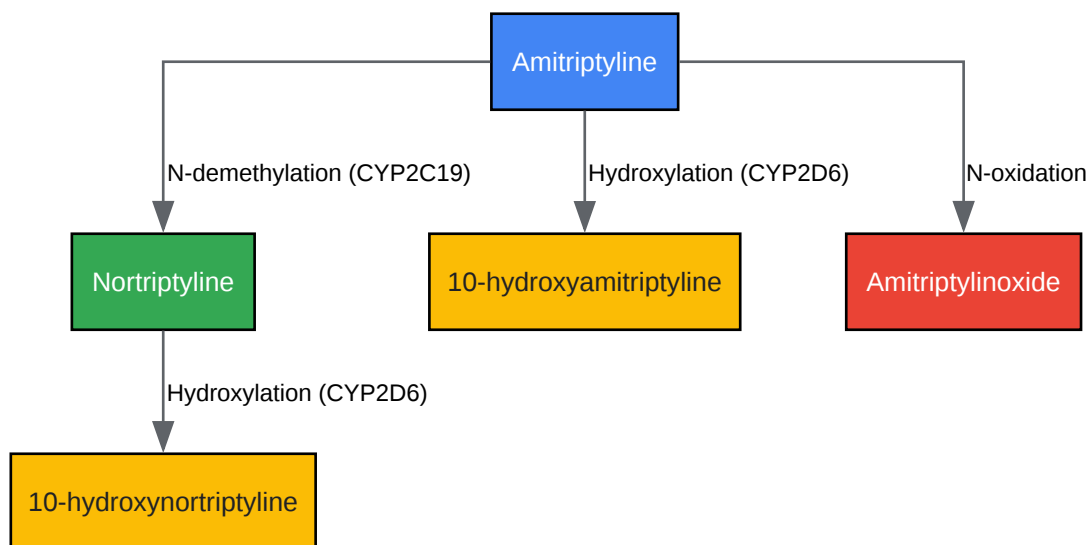 Amitriptyline
N-demethylation (CYP2C19)
Hydroxylation (CYP2D6)
N-oxidation
Nortriptyline
10-hydroxyamitriptyline
Amitriptylinoxide
Hydroxylation (CYP2D6)
10-hydroxynortriptyline